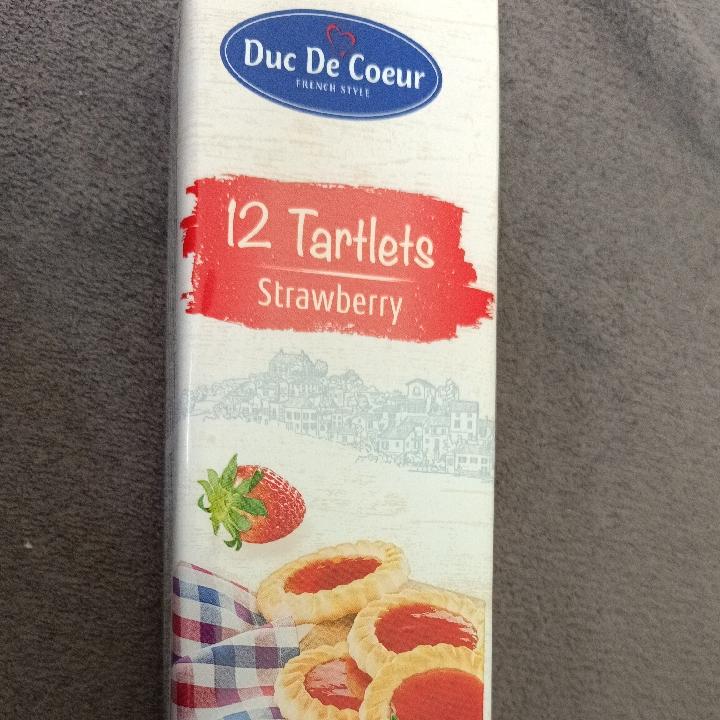 Duc De Coeur
FRENCH STYLE
12 Tartlets
Strawberry